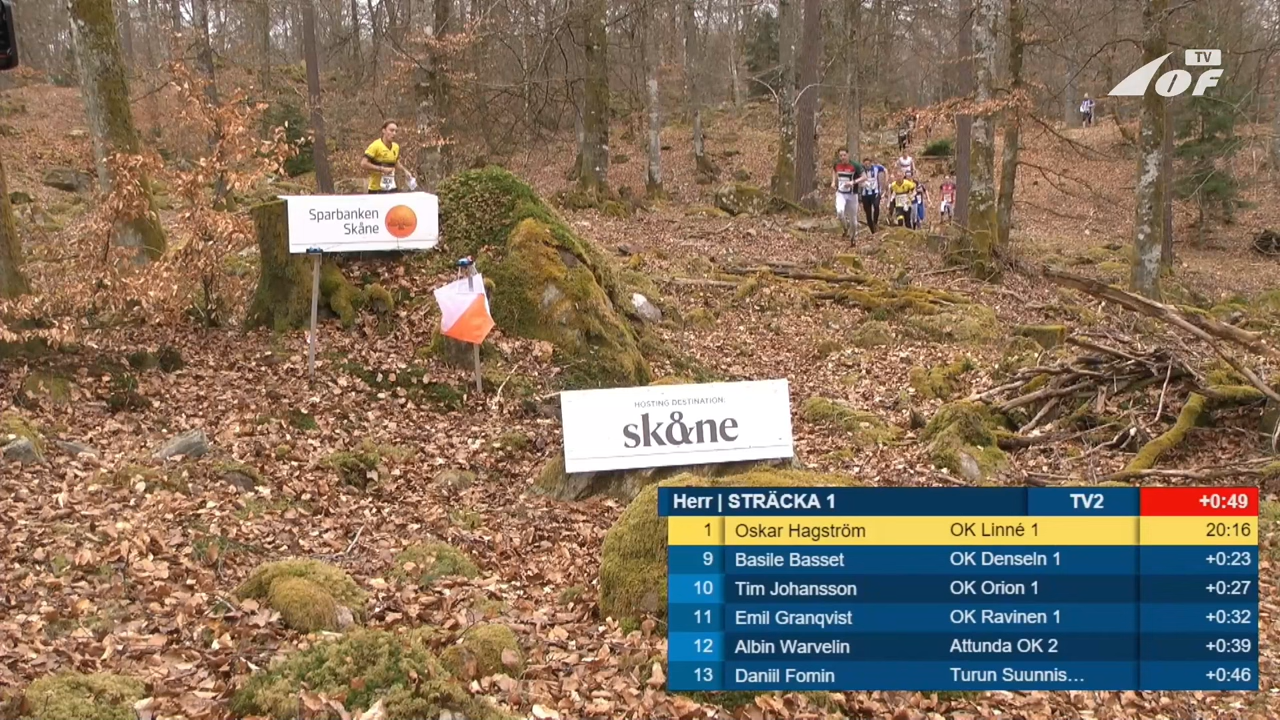 TV
OF
Sparbanken
Skåne
HOSTING DESTINATION:
skåne
Herr | STRÄCKA 1 TV2 +0:49
1 Oskar Hagström OK Linné 1 20:16
9 Basile Basset OK Denseln 1 +0:23
10 Tim Johansson OK Orion 1 +0:27
11 Emil Granqvist OK Ravinen 1 +0:32
12 Albin Warvelin Attunda OK 2 +0:39
13 Daniil Fomin Turun Suunnis... +0:46